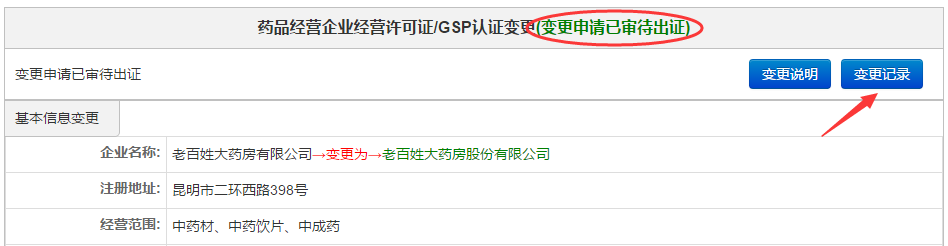 药品经营企业经营许可证/GSP认证变更(变更申请已审待出证)
变更申请已审待出证 变更说明 变更记录
基本信息变更
企业名称: 老百姓大药房有限公司→变更为→老百姓大药房股份有限公司
注册地址: 昆明市二环西路398号
经营范围: 中药材、中药饮片、中成药